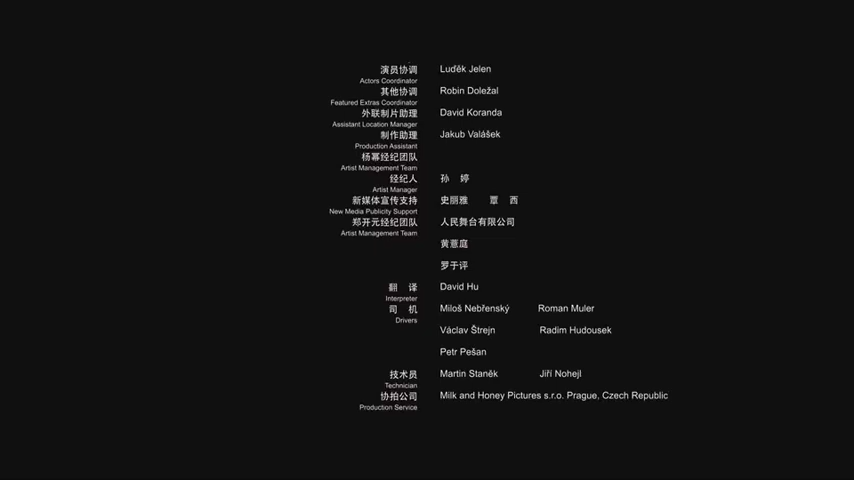 演员协调 Luděk Jelen
Actors Coordinator
其他协调 Robin Doležal
Featured Extras Coordinator
外联制片助理 David Koranda
Assistant Location Manager
制作助理 Jakub Valášek
Production Assistant
杨幂经纪团队
Artist Management Team
经纪人 孙 婷
Artist Manager
新媒体宣传支持 史丽雅 覃 西
New Media Publicity Support
郑开元经纪团队 人民舞台有限公司
Artist Management Team
黄意庭
罗于评
翻 译 David Hu
Interpreter
司 机 Miloš Nebřenský Roman Muler
Drivers
Václav Štrejn Radim Hudousek
Petr Pešan
技术员 Martin Staněk Jiří Nohejl
Technician
协拍公司 Milk and Honey Pictures s.r.o. Prague, Czech Republic
Production Service